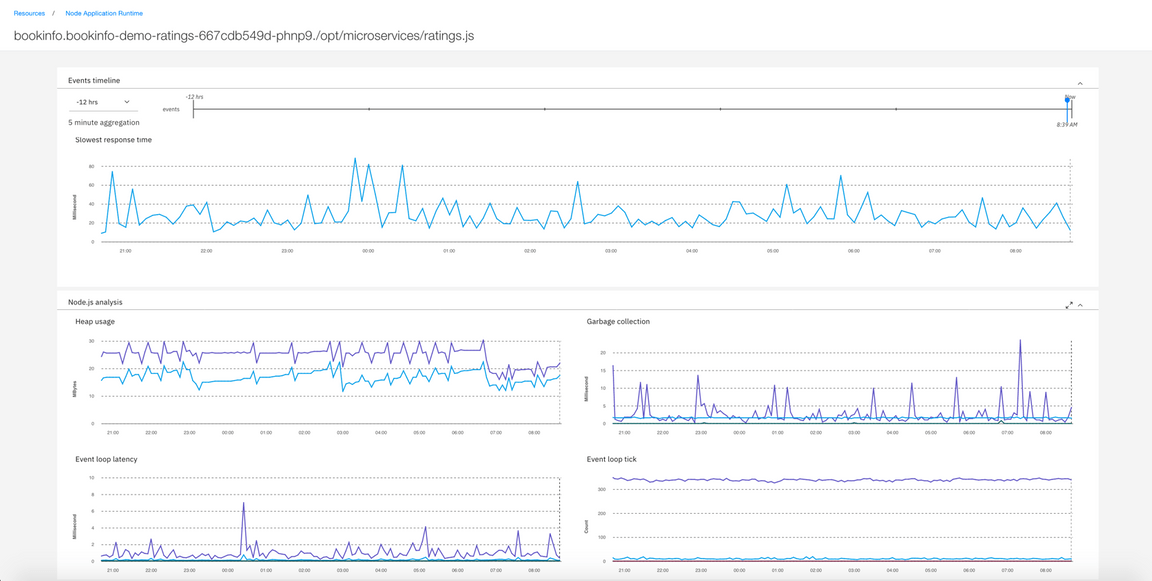 Resources / Node Application Runtime
bookinfo.bookinfo-demo-ratings-667cdb549d-phnp9./opt/microservices/ratings.js
Events timeline
-12 hrs
-12 hrs
Now
events
8:39 AM
5 minute aggregation
Slowest response time
Millisecond
80
60
40
20
0
21:00 22:00 23:00 00:00 01:00 02:00 03:00 04:00 05:00 06:00 07:00 08:00
Node.js analysis
Heap usage
MBytes
30
20
10
0
21:00 22:00 23:00 00:00 01:00 02:00 03:00 04:00 05:00 06:00 07:00 08:00
Garbage collection
Millisecond
20
15
10
5
0
21:00 22:00 23:00 00:00 01:00 02:00 03:00 04:00 05:00 06:00 07:00 08:00
Event loop latency
Millisecond
10
8
6
4
2
0
21:00 22:00 23:00 00:00 01:00 02:00 03:00 04:00 05:00 06:00 07:00 08:00
Event loop tick
Count
300
200
100
0
21:00 22:00 23:00 00:00 01:00 02:00 03:00 04:00 05:00 06:00 07:00 08:00